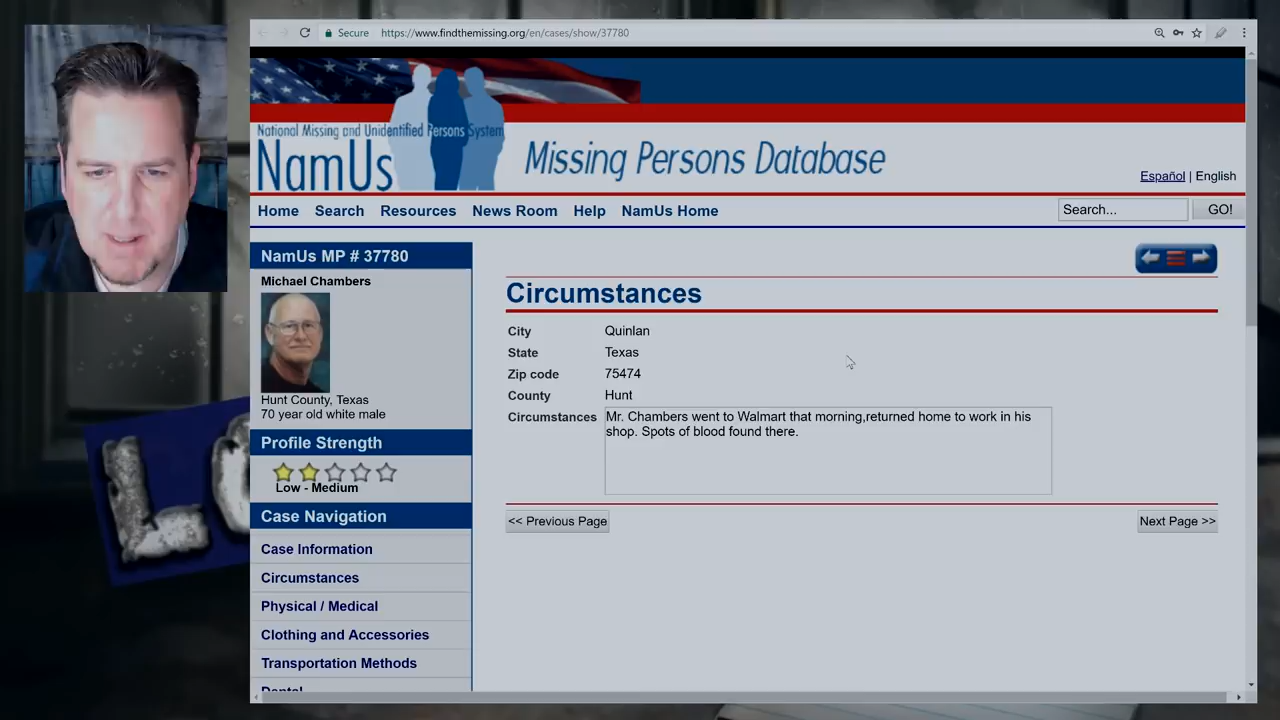 Secure
https://www.findthemissing.org/en/cases/show/37780
National Missing and Unidentified Persons System
NamUs
Missing Persons Database
Español | English
Home
Search
Resources
News Room
Help
NamUs Home
Search...
GO!
NamUs MP # 37780
Michael Chambers
Hunt County, Texas
70 year old white male
Profile Strength
Low - Medium
Case Navigation
Case Information
Circumstances
Physical / Medical
Clothing and Accessories
Transportation Methods
Dental
Circumstances
City Quinlan
State Texas
Zip code 75474
County Hunt
Circumstances Mr. Chambers went to Walmart that morning,returned home to work in his
shop. Spots of blood found there.
<< Previous Page
Next Page >>